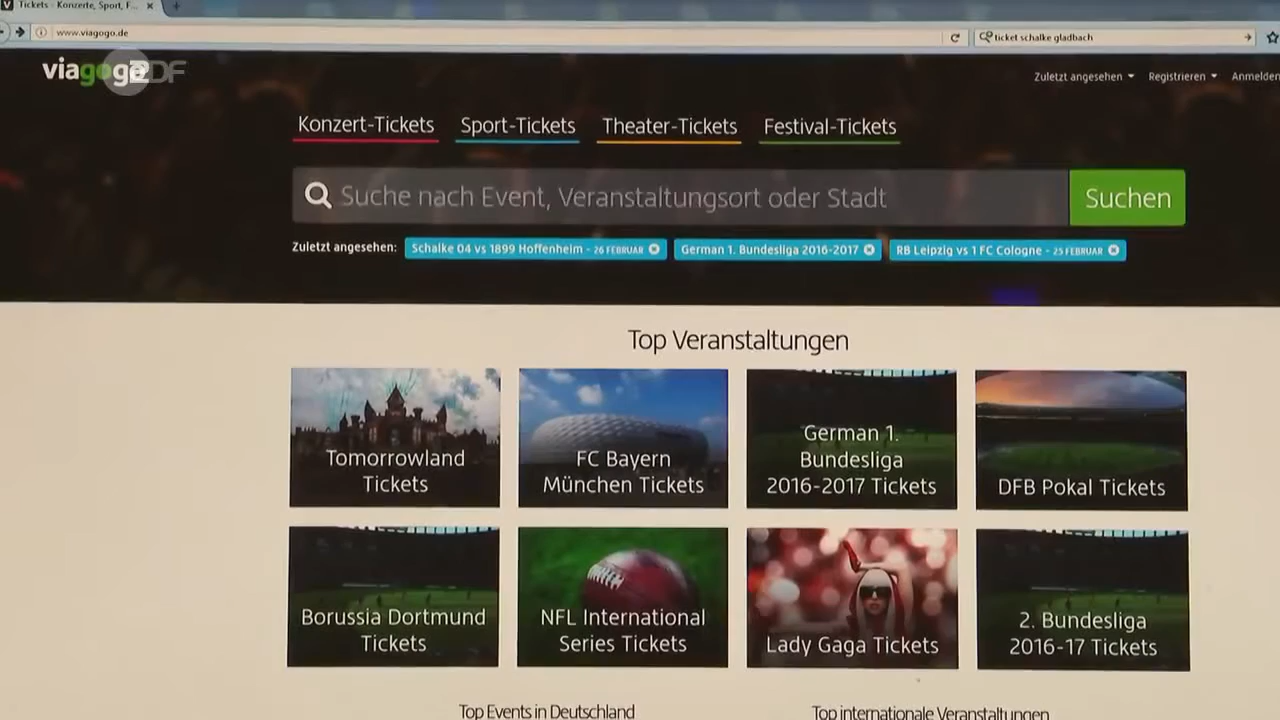 Tickets - Konzerte, Sport, F...
www.viagogo.de
ticket schalke gladbach
viagogo
ZDF
Zuletzt angesehen
Registrieren
Anmelden
Konzert-Tickets
Sport-Tickets
Theater-Tickets
Festival-Tickets
Suche nach Event, Veranstaltungsort oder Stadt
Suchen
Zuletzt angesehen:
Schalke 04 vs 1899 Hoffenheim - 26 FEBRUAR
German 1. Bundesliga 2016-2017
RB Leipzig vs 1 FC Cologne - 25 FEBRUAR
Top Veranstaltungen
Tomorrowland
Tickets
FC Bayern
München Tickets
German 1.
Bundesliga
2016-2017 Tickets
DFB Pokal Tickets
Borussia Dortmund
Tickets
NFL International
Series Tickets
Lady Gaga Tickets
2. Bundesliga
2016-17 Tickets
Top Events in Deutschland
Top internationale Veranstaltungen